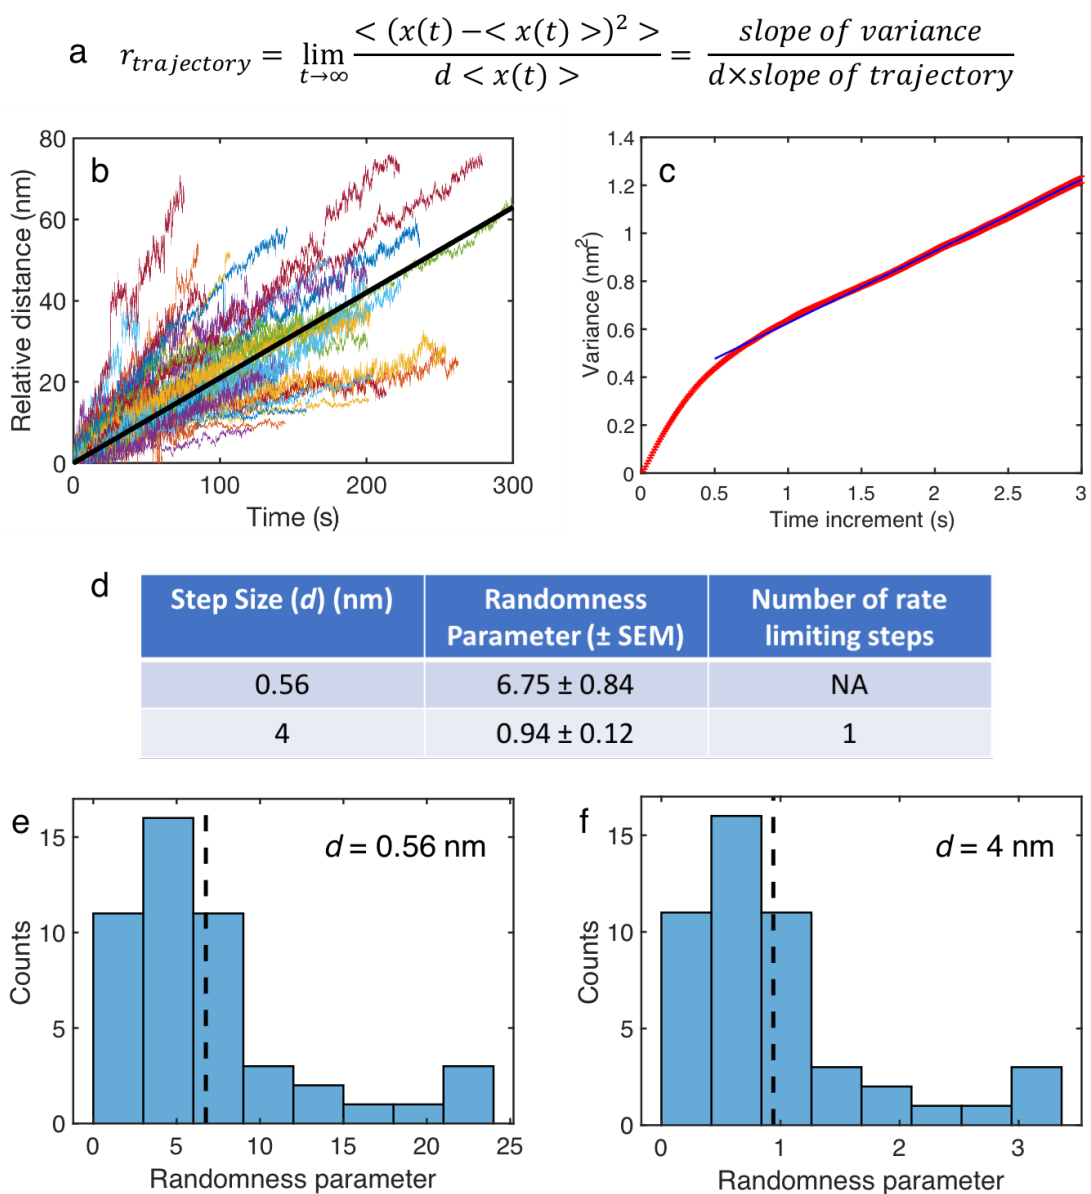 a r_trajectory = lim t→∞ < (x(t) −< x(t) >)² > / d < x(t) > = slope of variance / d×slope of trajectory
b
Relative distance (nm)
80
60
40
20
0
0 100 200 300
Time (s)
c
Variance (nm²)
1.4
1.2
1
0.8
0.6
0.4
0.2
0
0 0.5 1 1.5 2 2.5 3
Time increment (s)
d
Step Size (d) (nm)
Randomness
Parameter (± SEM)
Number of rate
limiting steps
0.56 6.75 ± 0.84 NA
4 0.94 ± 0.12 1
e
d = 0.56 nm
Counts
15
10
5
0
0 5 10 15 20 25
Randomness parameter
f
d = 4 nm
Counts
15
10
5
0
0 1 2 3
Randomness parameter